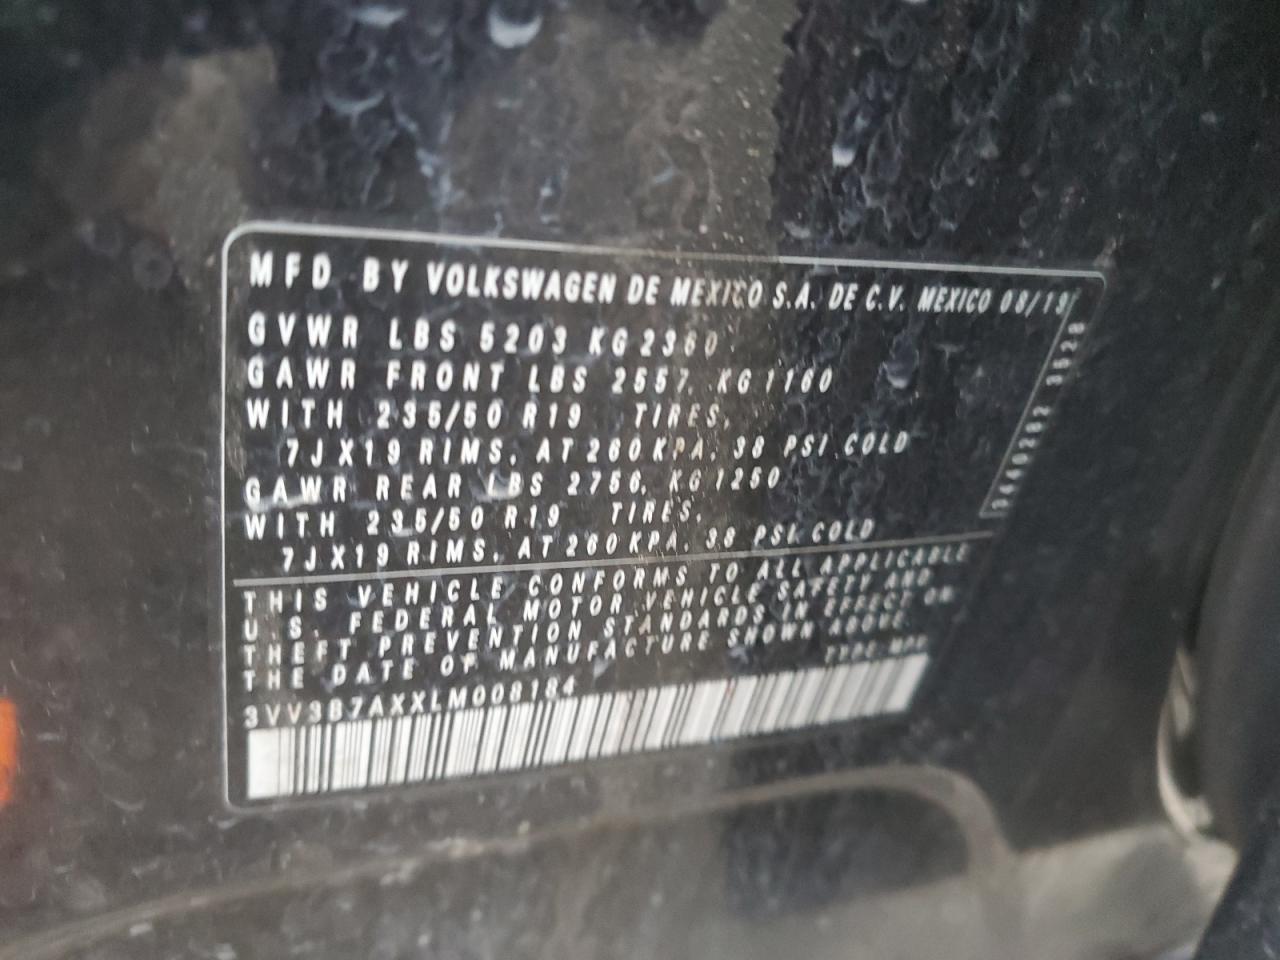 MFD BY VOLKSWAGEN DE MEXICO S.A. DE C.V. MEXICO 08/19
GVWR LBS 5203 KG 2360
GAWR FRONT LBS 2557, KG 1160
WITH 235/50 R19 TIRES,
7JX19 RIMS, AT 260 KPA, 38 PSI COLD
GAWR REAR LBS 2756, KG 1250
WITH 235/50 R19 TIRES,
7JX19 RIMS, AT 260 KPA, 38 PSI COLD
THIS VEHICLE CONFORMS TO ALL APPLICABLE
U.S. FEDERAL MOTOR VEHICLE SAFETY AND
THEFT PREVENTION STANDARDS IN EFFECT ON
THE DATE OF MANUFACTURE SHOWN ABOVE.
TYPE: MPV
3VV3B7AXXLM008184